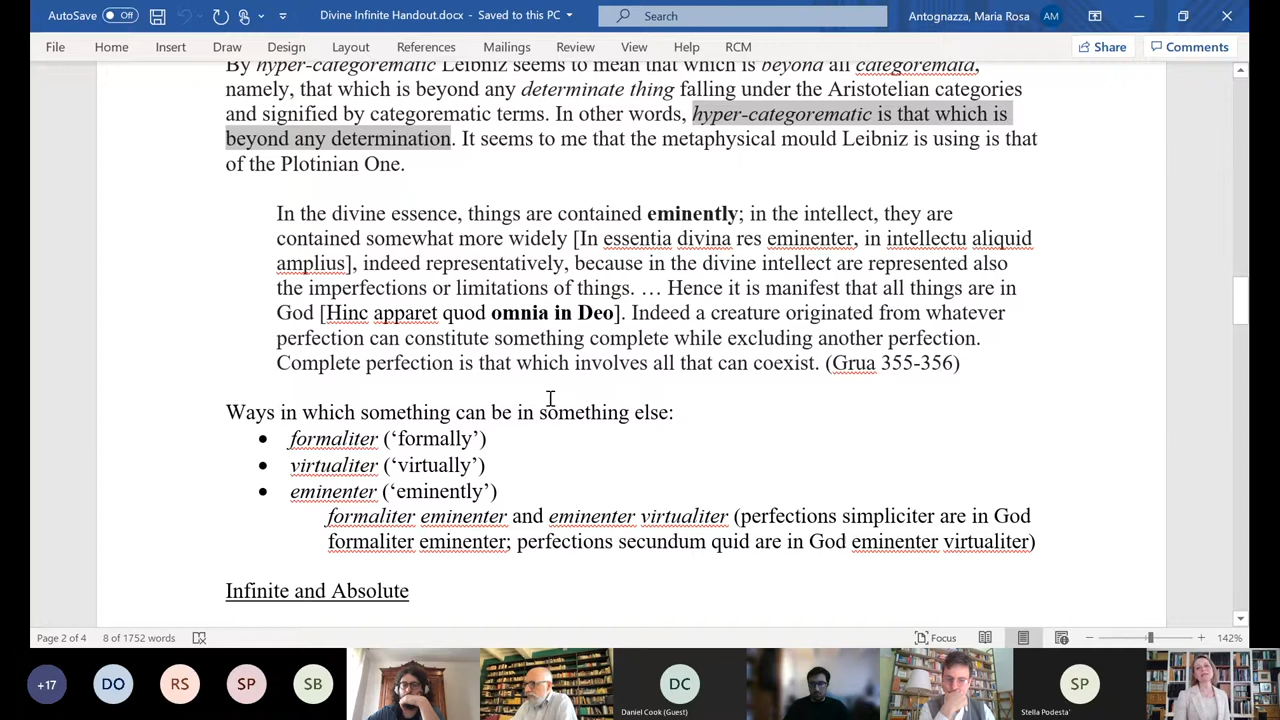 AutoSave Off Divine Infinite Handout.docx - Saved to this PC Search Antognazza, Maria Rosa AM
File Home Insert Draw Design Layout References Mailings Review View Help RCM Share Comments
By hyper-categorematic Leibniz seems to mean that which is beyond all categoremata,
namely, that which is beyond any determinate thing falling under the Aristotelian categories
and signified by categorematic terms. In other words, hyper-categorematic is that which is
beyond any determination. It seems to me that the metaphysical mould Leibniz is using is that
of the Plotinian One.
In the divine essence, things are contained eminently; in the intellect, they are
contained somewhat more widely [In essentia divina res eminenter, in intellectu aliquid
amplius], indeed representatively, because in the divine intellect are represented also
the imperfections or limitations of things. … Hence it is manifest that all things are in
God [Hinc apparet quod omnia in Deo]. Indeed a creature originated from whatever
perfection can constitute something complete while excluding another perfection.
Complete perfection is that which involves all that can coexist. (Grua 355-356)
Ways in which something can be in something else:
• formaliter (‘formally’)
• virtualiter (‘virtually’)
• eminenter (‘eminently’)
formaliter eminenter and eminenter virtualiter (perfections simpliciter are in God
formaliter eminenter; perfections secundum quid are in God eminenter virtualiter)
Infinite and Absolute
Page 2 of 4 8 of 1752 words Focus 142%
+17 DO RS SP SB DC SP
Daniel Cook (Guest) Stella Podesta'